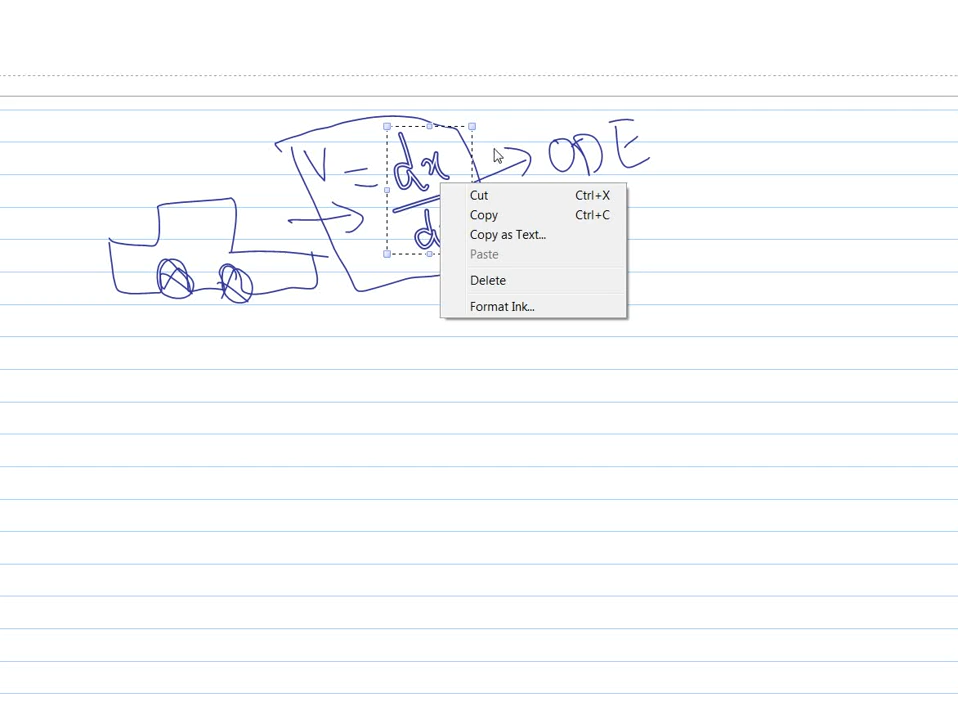 V = dx → ODE
d
Cut Ctrl+X
Copy Ctrl+C
Copy as Text...
Paste
Delete
Format Ink...